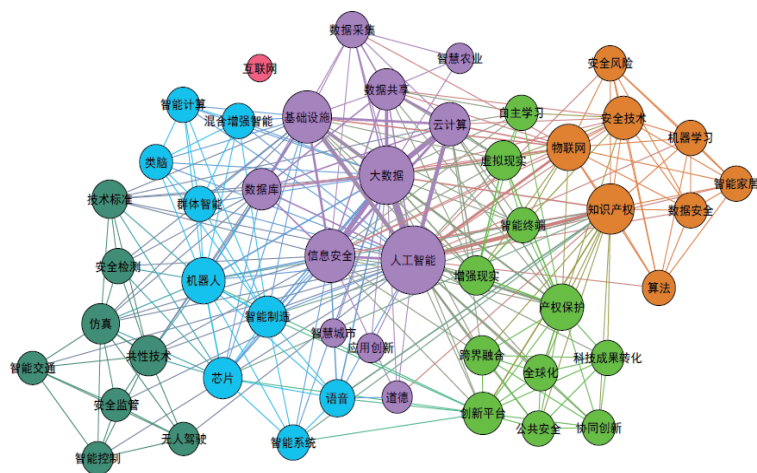 数据采集
智慧农业
互联网
安全风险
数据共享
智能计算
混合增强智能
基础设施
云计算
自主学习
安全技术
机器学习
物联网
类脑
虚拟现实
大数据
数据库
智能家居
技术标准
群体智能
知识产权
数据安全
智能终端
信息安全
人工智能
安全检测
机器人
增强现实
算法
产权保护
仿真
智能制造
智慧城市
应用创新
共性技术
跨界融合
科技成果转化
智能交通
芯片
全球化
语音
道德
安全监管
创新平台
公共安全
协同创新
无人驾驶
智能系统
智能控制